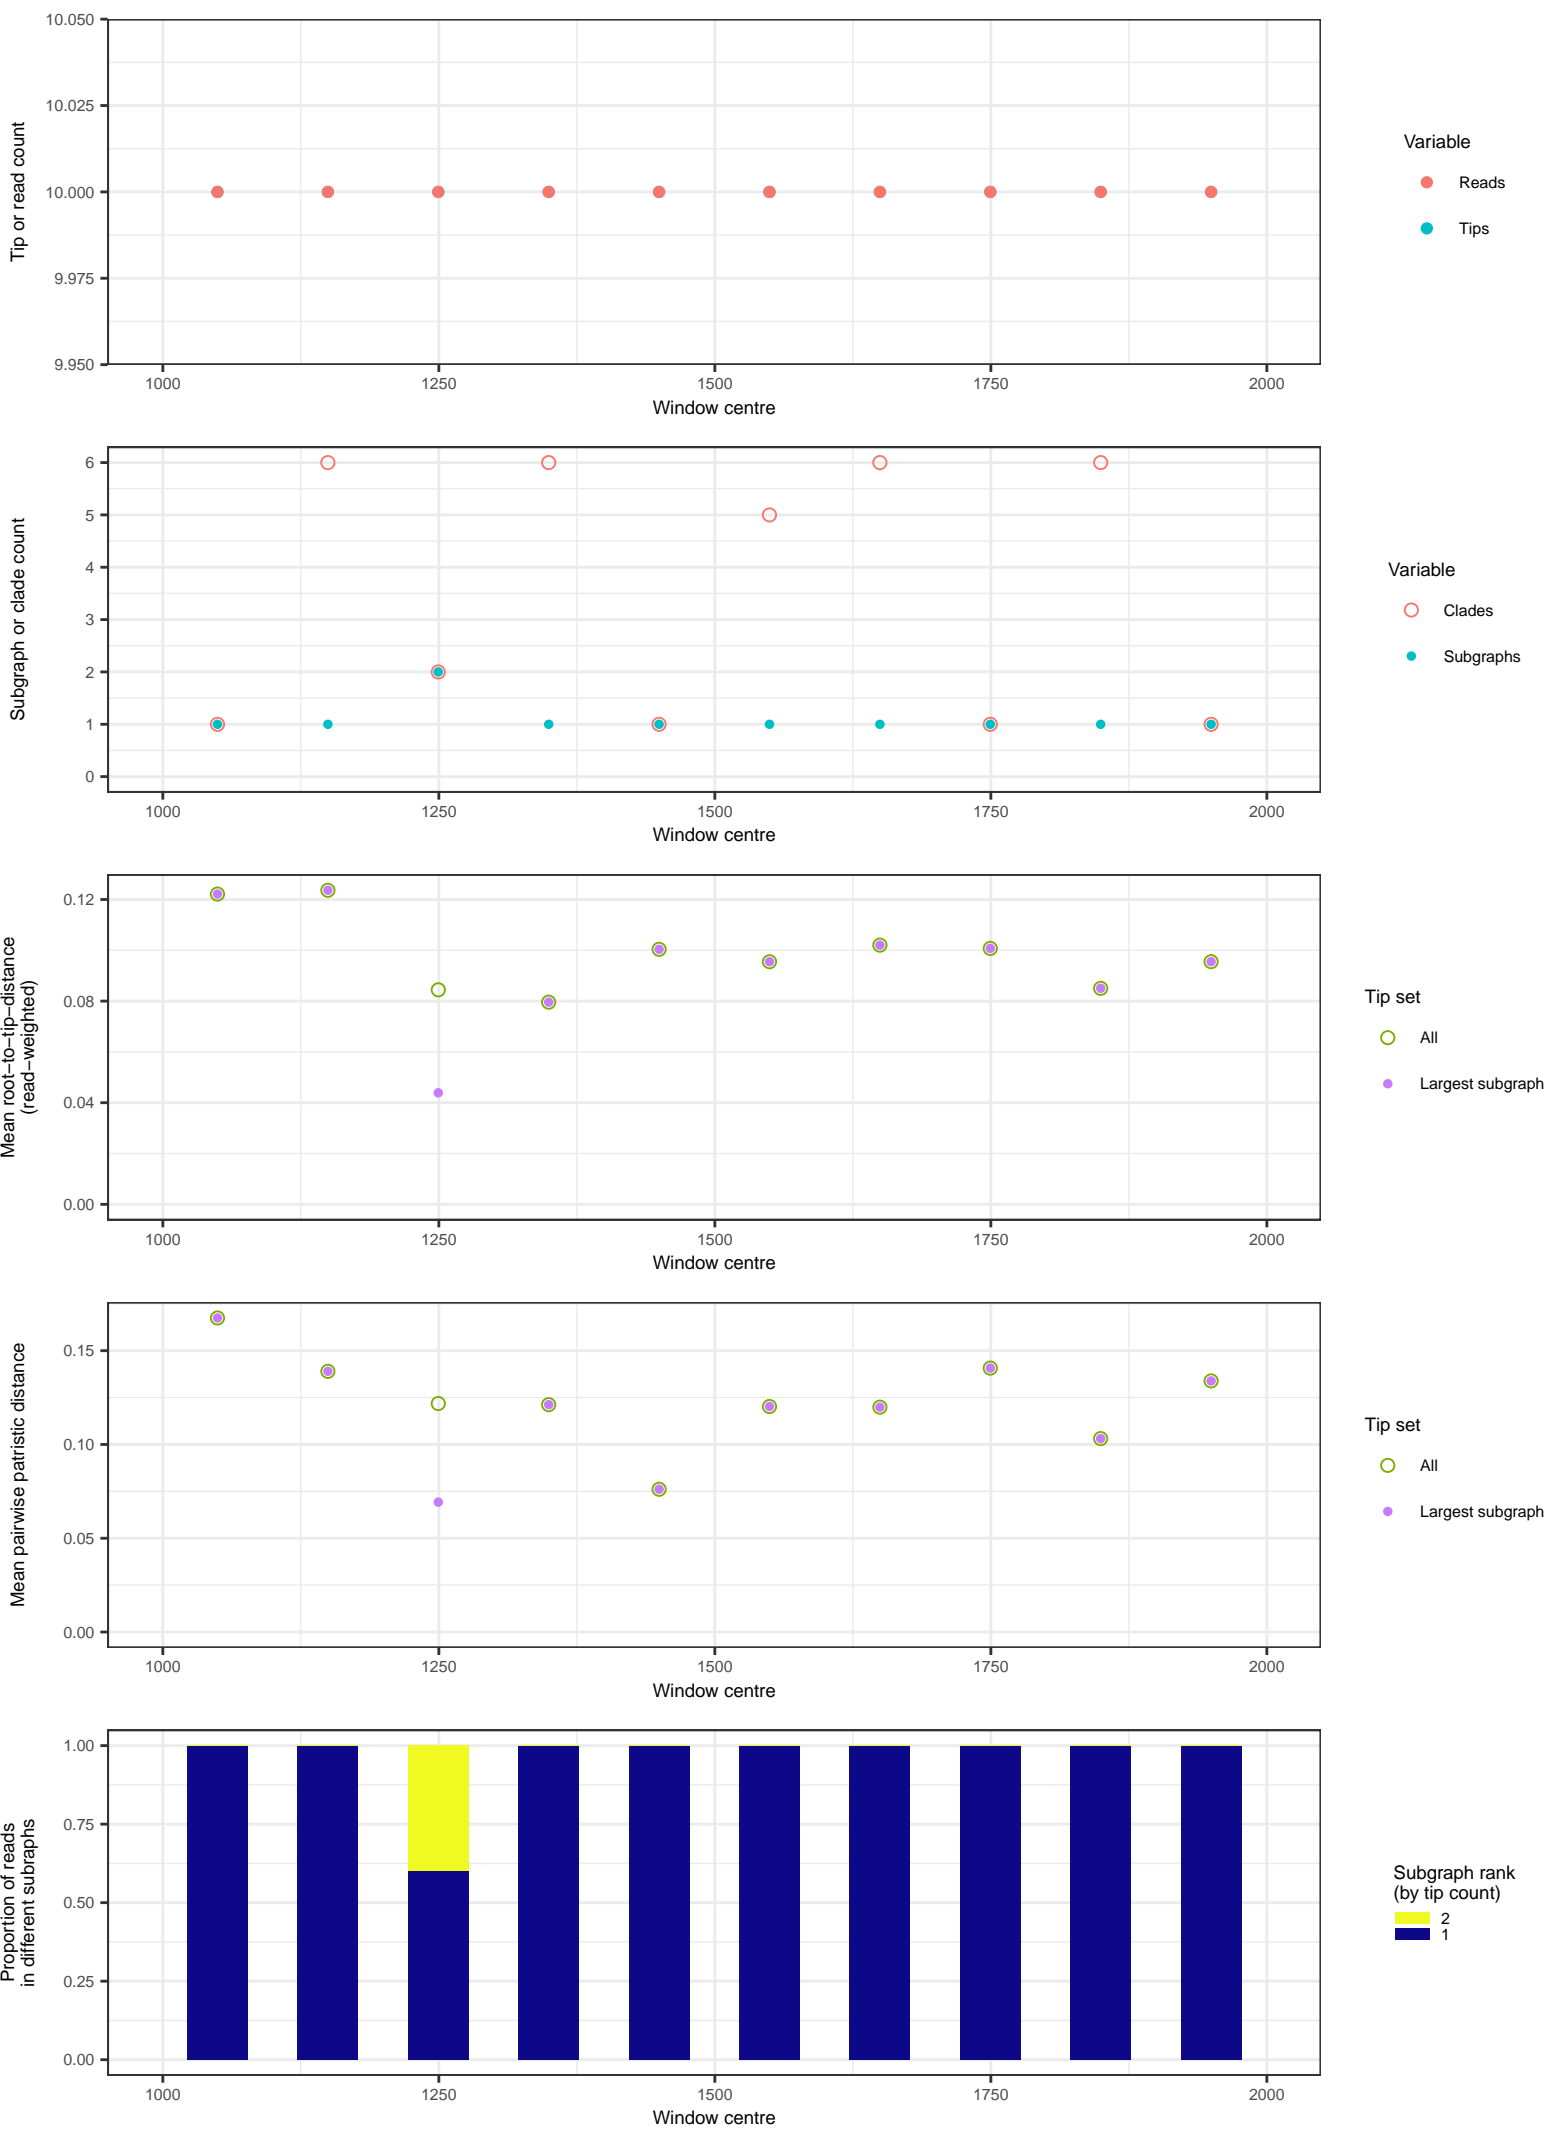 10.050
10.025
10.000
9.975
9.950
Tip or read count
1000
1250
1500
1750
2000
Window centre
Variable
Reads
Tips
6
5
4
3
2
1
0
Subgraph or clade count
1000
1250
1500
1750
2000
Window centre
Variable
Clades
Subgraphs
0.12
0.08
0.04
0.00
Mean root−to−tip−distance
(read−weighted)
1000
1250
1500
1750
2000
Window centre
Tip set
All
Largest subgraph
0.15
0.10
0.05
0.00
Mean pairwise patristic distance
1000
1250
1500
1750
2000
Window centre
Tip set
All
Largest subgraph
1.00
0.75
0.50
0.25
0.00
Proportion of reads
in different subraphs
1000
1250
1500
1750
2000
Window centre
Subgraph rank
(by tip count)
2
1